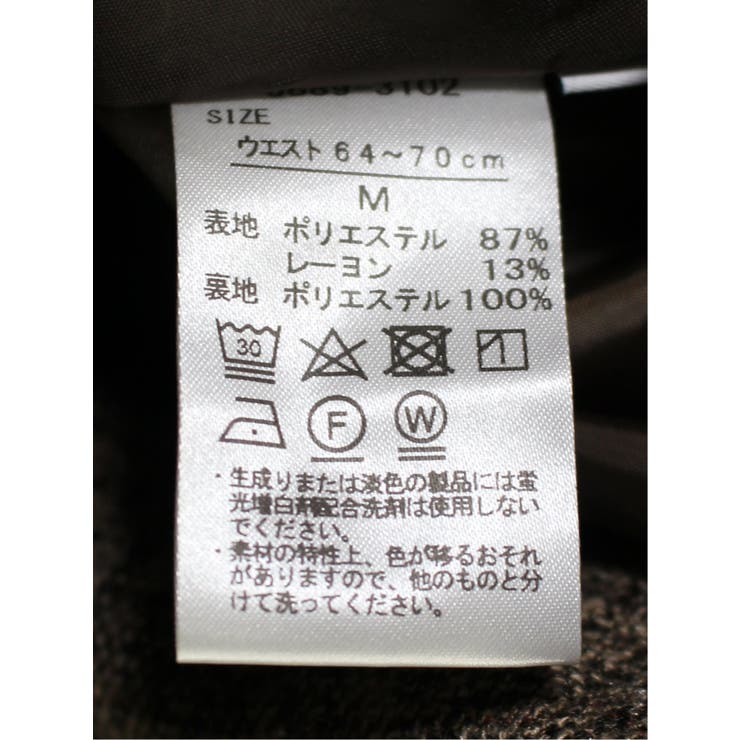 SIZE
ウエスト 64～70cm
M
表地 ポリエステル 87%
レーヨン 13%
裏地 ポリエステル 100%
30
F W
・生成りまたは淡色の製品には蛍
光増白剤配合洗剤は使用しない
でください。
・素材の特性上、色が移るおそれ
がありますので、他のものと分
けて洗ってください。